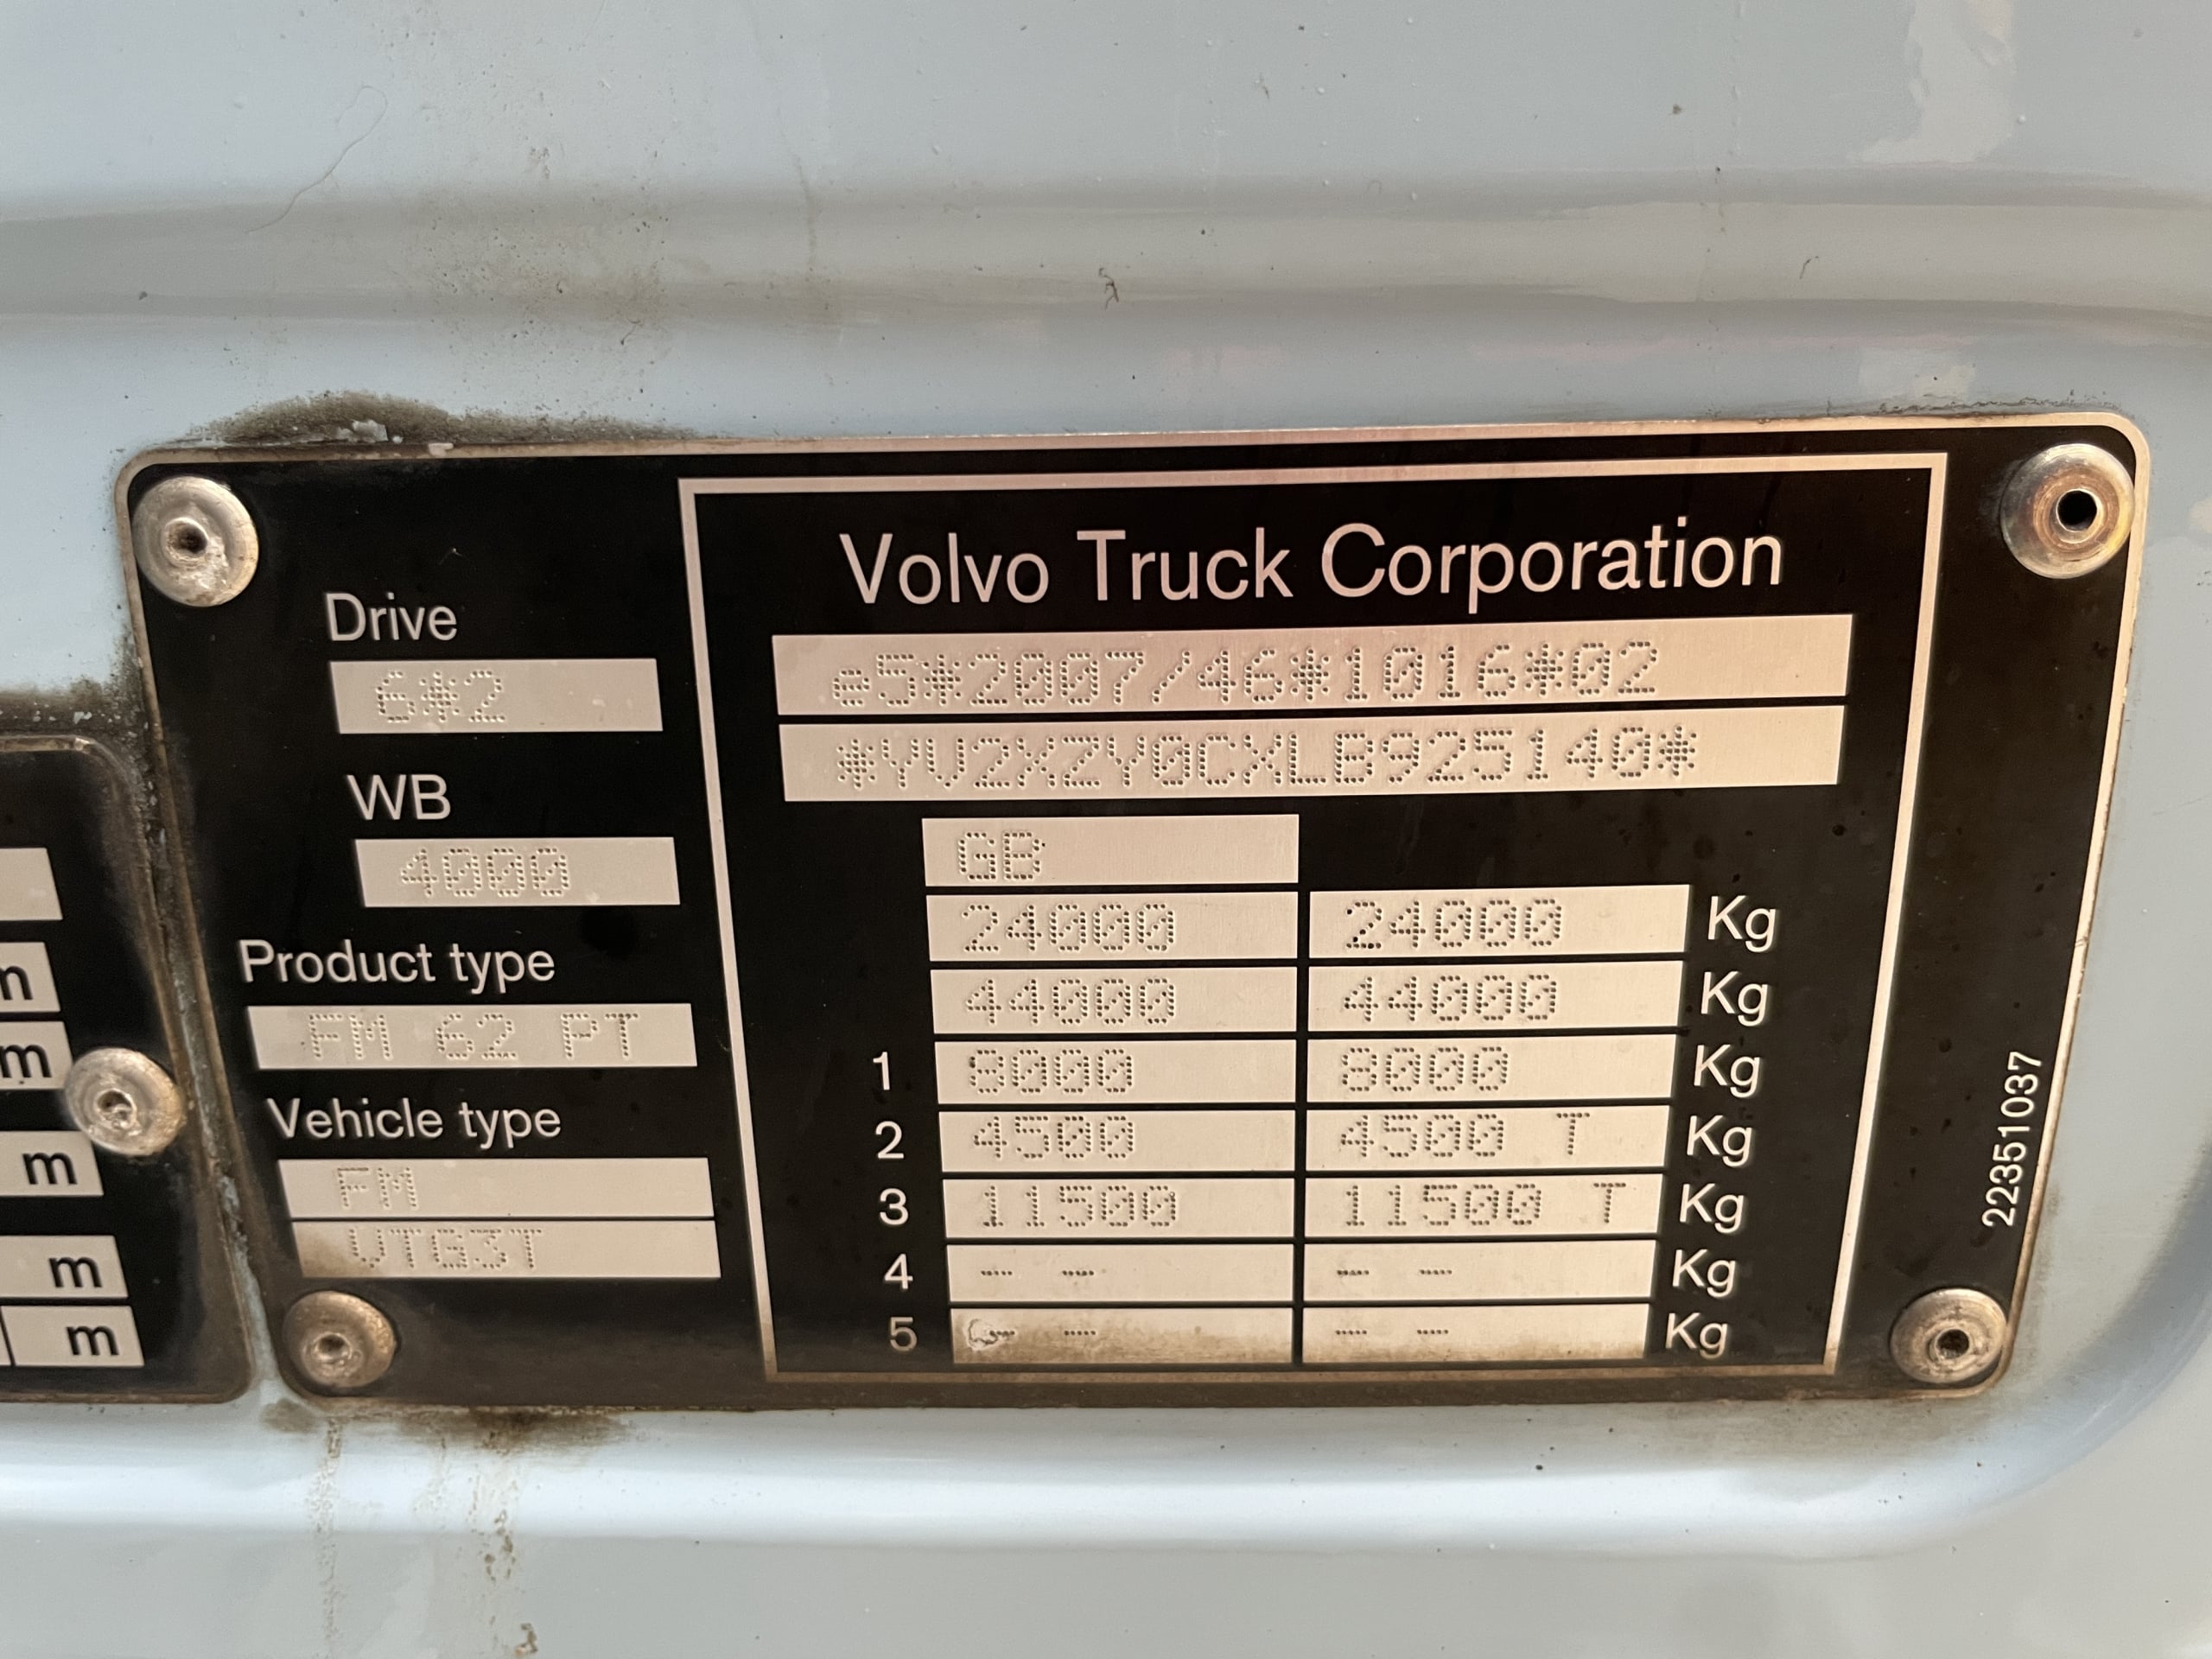 Volvo Truck Corporation
Drive
6*2
WB
4000
Product type
FM 62 PT
Vehicle type
FM
VTG3T
e5*2007/46*1016*02
*YV2XZY0CXLB925140*
GB
24000 24000 Kg
44000 44000 Kg
1 8000 8000 Kg
2 4500 4500 T Kg
3 11500 11500 T Kg
4 -- -- -- -- Kg
5 -- -- -- Kg
22351037
m
m
m
m
m